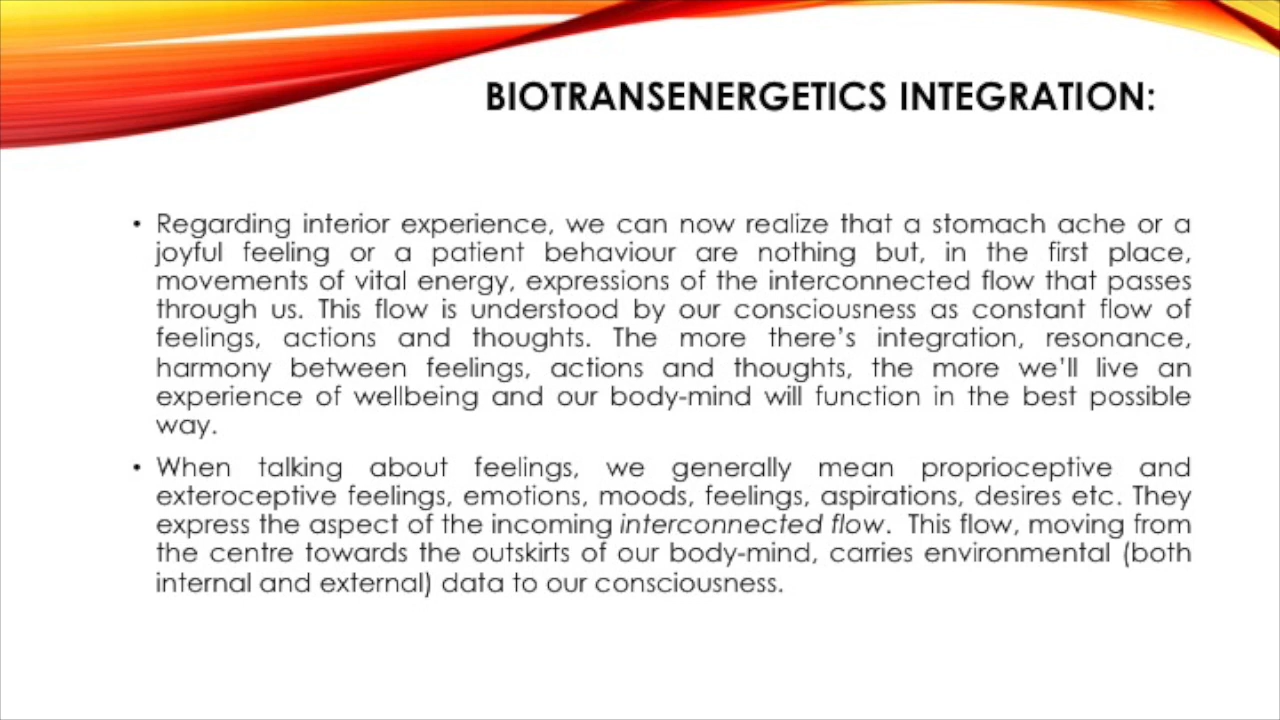 BIOTRANSENERGETICS INTEGRATION:
• Regarding interior experience, we can now realize that a stomach ache or a
joyful feeling or a patient behaviour are nothing but, in the first place,
movements of vital energy, expressions of the interconnected flow that passes
through us. This flow is understood by our consciousness as constant flow of
feelings, actions and thoughts. The more there's integration, resonance,
harmony between feelings, actions and thoughts, the more we'll live an
experience of wellbeing and our body-mind will function in the best possible
way.
• When talking about feelings, we generally mean proprioceptive and
exteroceptive feelings, emotions, moods, feelings, aspirations, desires etc. They
express the aspect of the incoming interconnected flow. This flow, moving from
the centre towards the outskirts of our body-mind, carries environmental (both
internal and external) data to our consciousness.